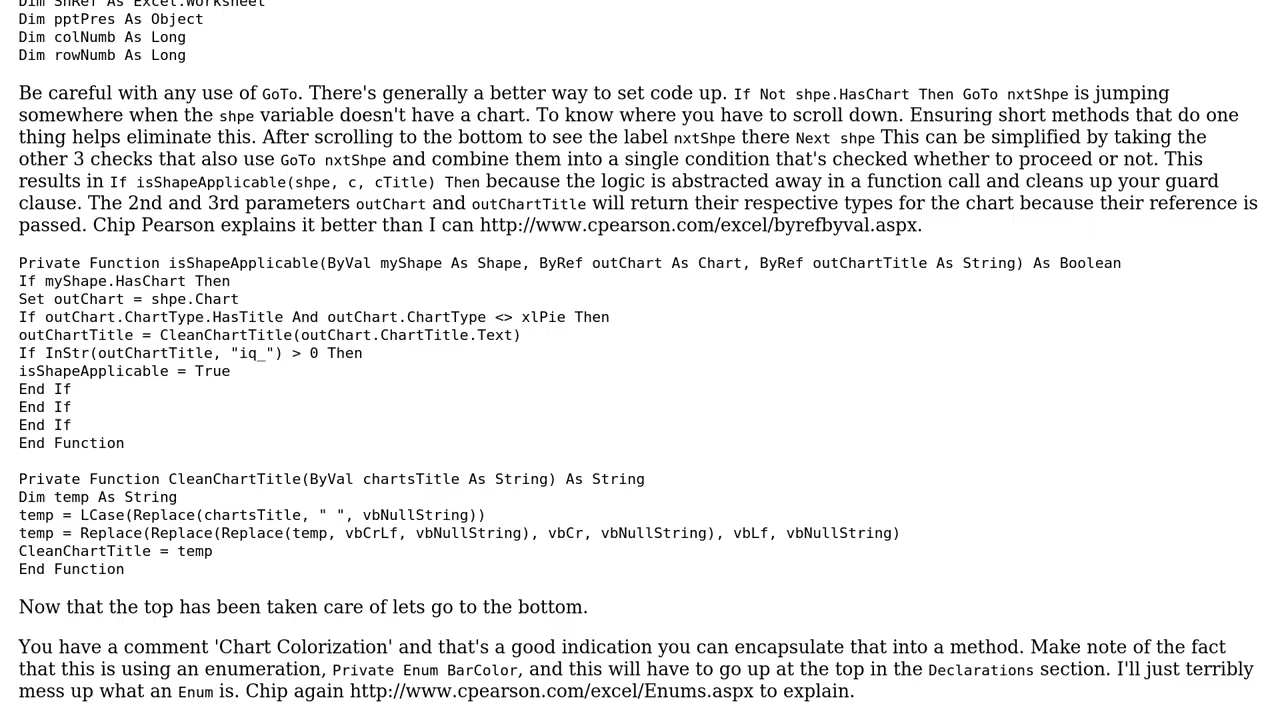 Dim ShRef As Excel.Worksheet
Dim pptPres As Object
Dim colNumb As Long
Dim rowNumb As Long
Be careful with any use of GoTo. There's generally a better way to set code up. If Not shpe.HasChart Then GoTo nxtShpe is jumping
somewhere when the shpe variable doesn't have a chart. To know where you have to scroll down. Ensuring short methods that do one
thing helps eliminate this. After scrolling to the bottom to see the label nxtShpe there Next shpe This can be simplified by taking the
other 3 checks that also use GoTo nxtShpe and combine them into a single condition that's checked whether to proceed or not. This
results in If isShapeApplicable(shpe, c, cTitle) Then because the logic is abstracted away in a function call and cleans up your guard
clause. The 2nd and 3rd parameters outChart and outChartTitle will return their respective types for the chart because their reference is
passed. Chip Pearson explains it better than I can http://www.cpearson.com/excel/byrefbyval.aspx.
Private Function isShapeApplicable(ByVal myShape As Shape, ByRef outChart As Chart, ByRef outChartTitle As String) As Boolean
If myShape.HasChart Then
Set outChart = shpe.Chart
If outChart.ChartType.HasTitle And outChart.ChartType <> xlPie Then
outChartTitle = CleanChartTitle(outChart.ChartTitle.Text)
If InStr(outChartTitle, "iq_") > 0 Then
isShapeApplicable = True
End If
End If
End If
End Function
Private Function CleanChartTitle(ByVal chartsTitle As String) As String
Dim temp As String
temp = LCase(Replace(chartsTitle, " ", vbNullString))
temp = Replace(Replace(Replace(temp, vbCrLf, vbNullString), vbCr, vbNullString), vbLf, vbNullString)
CleanChartTitle = temp
End Function
Now that the top has been taken care of lets go to the bottom.
You have a comment 'Chart Colorization' and that's a good indication you can encapsulate that into a method. Make note of the fact
that this is using an enumeration, Private Enum BarColor, and this will have to go up at the top in the Declarations section. I'll just terribly
mess up what an Enum is. Chip again http://www.cpearson.com/excel/Enums.aspx to explain.